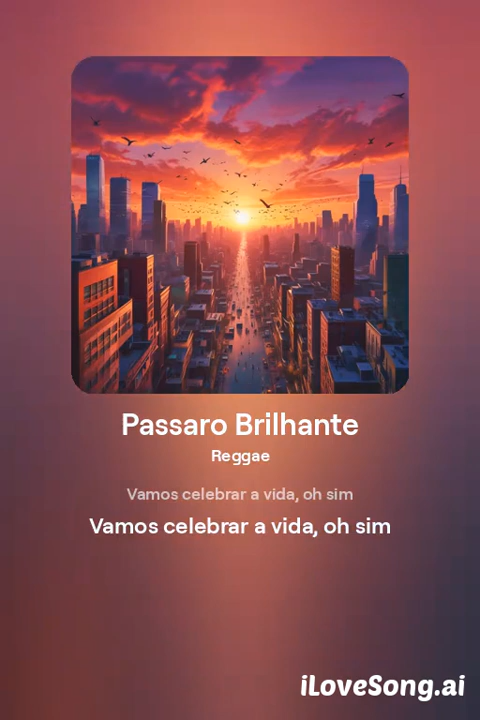 Passaro Brilhante
Reggae
Vamos celebrar a vida, oh sim
Vamos celebrar a vida, oh sim
iLoveSong.ai